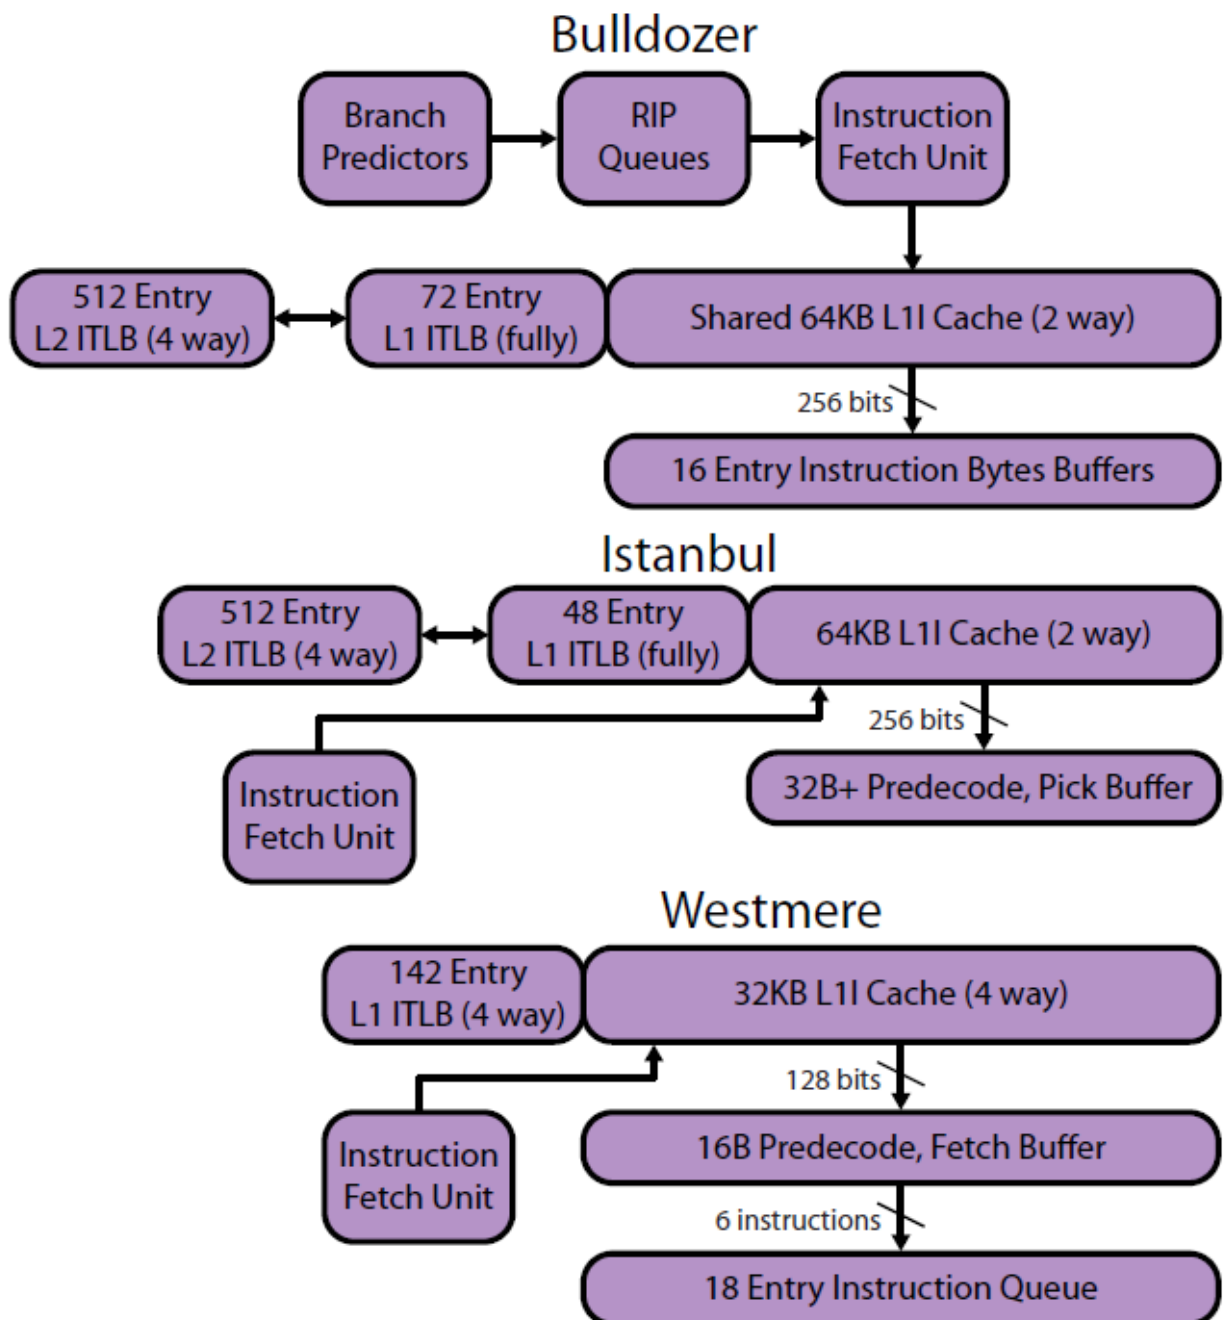 Bulldozer
Branch
Predictors
RIP
Queues
Instruction
Fetch Unit
512 Entry
L2 ITLB (4 way)
72 Entry
L1 ITLB (fully)
Shared 64KB L1I Cache (2 way)
256 bits
16 Entry Instruction Bytes Buffers
Istanbul
512 Entry
L2 ITLB (4 way)
48 Entry
L1 ITLB (fully)
64KB L1I Cache (2 way)
256 bits
Instruction
Fetch Unit
32B+ Predecode, Pick Buffer
Westmere
142 Entry
L1 ITLB (4 way)
32KB L1I Cache (4 way)
128 bits
Instruction
Fetch Unit
16B Predecode, Fetch Buffer
6 instructions
18 Entry Instruction Queue